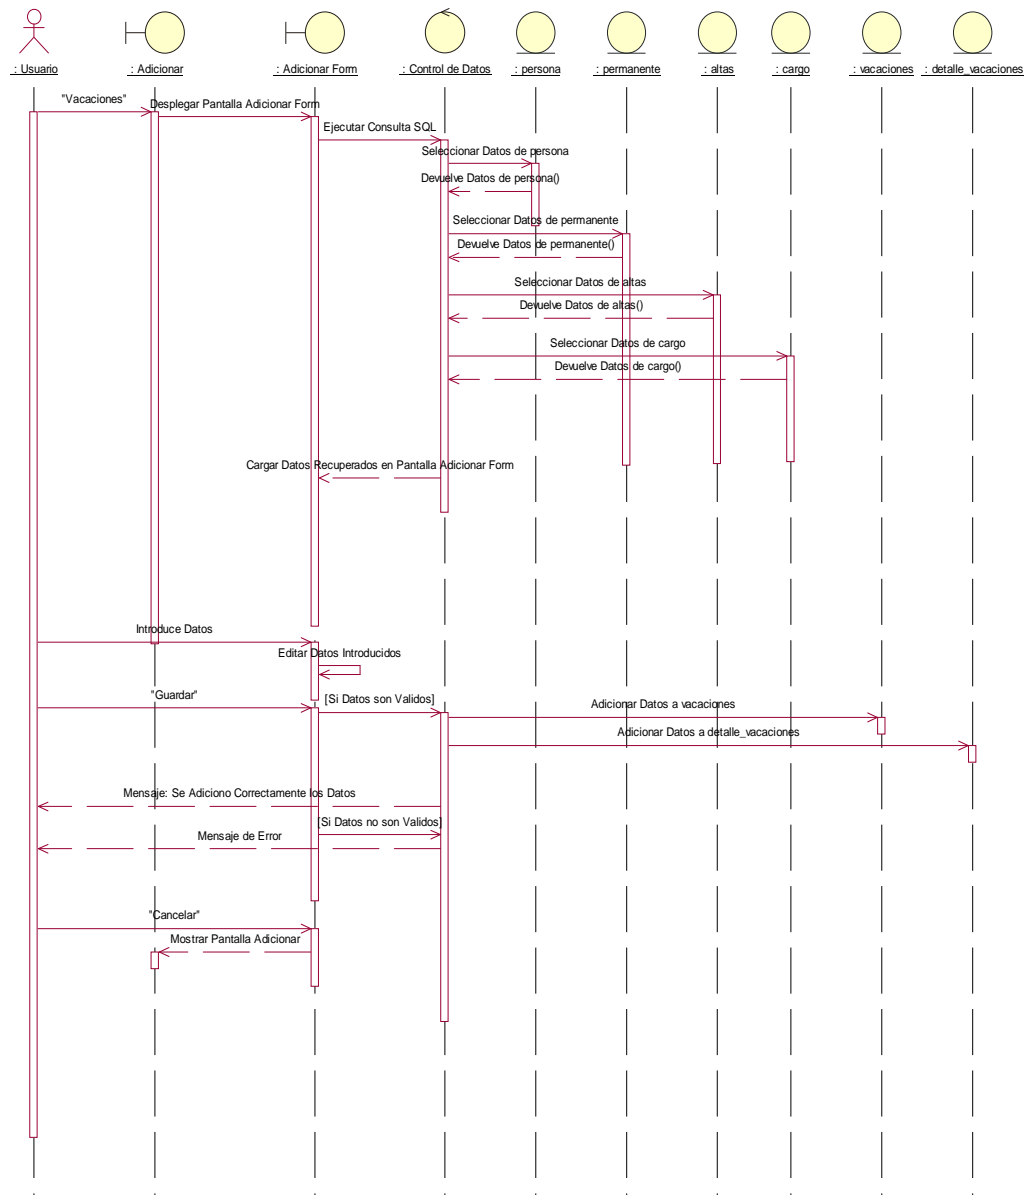 : Usuario
: Adicionar
: Adicionar Form
: Control de Datos
: persona
: permanente
: altas
: cargo
: vacaciones
: detalle_vacaciones
"Vacaciones"
Desplegar Pantalla Adicionar Form
Ejecutar Consulta SQL
Seleccionar Datos de persona
Devuelve Datos de persona()
Seleccionar Datos de permanente
Devuelve Datos de permanente()
Seleccionar Datos de altas
Devuelve Datos de altas()
Seleccionar Datos de cargo
Devuelve Datos de cargo()
Cargar Datos Recuperados en Pantalla Adicionar Form
Introduce Datos
Editar Datos Introducidos
"Guardar"
[Si Datos son Validos]
Adicionar Datos a vacaciones
Adicionar Datos a detalle_vacaciones
Mensaje: Se Adiciono Correctamente los Datos
[Si Datos no son Validos]
Mensaje de Error
"Cancelar"
Mostrar Pantalla Adicionar